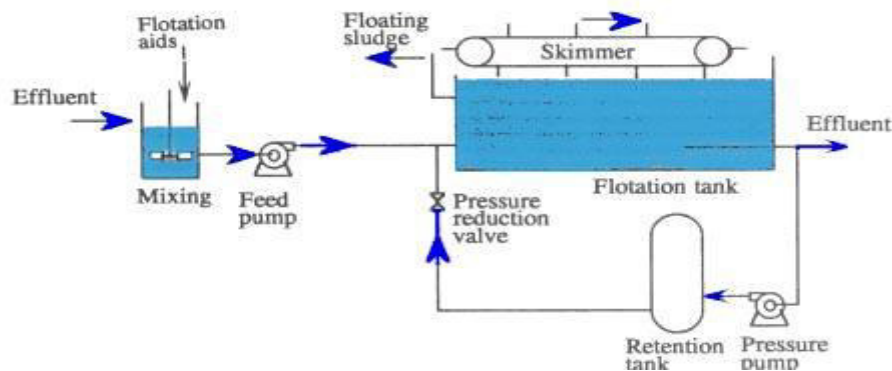 Flotation
aids
Effluent
Mixing
Feed
pump
Floating
sludge
Skimmer
Flotation tank
Effluent
Pressure
reduction
valve
Retention
tank
Pressure
pump